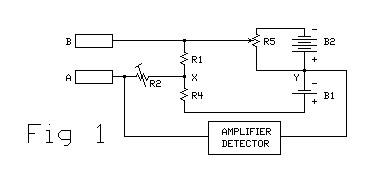 B
R5
B2
R1
A
R2
X
Y
R4
B1
Fig 1
AMPLIFIER
DETECTOR